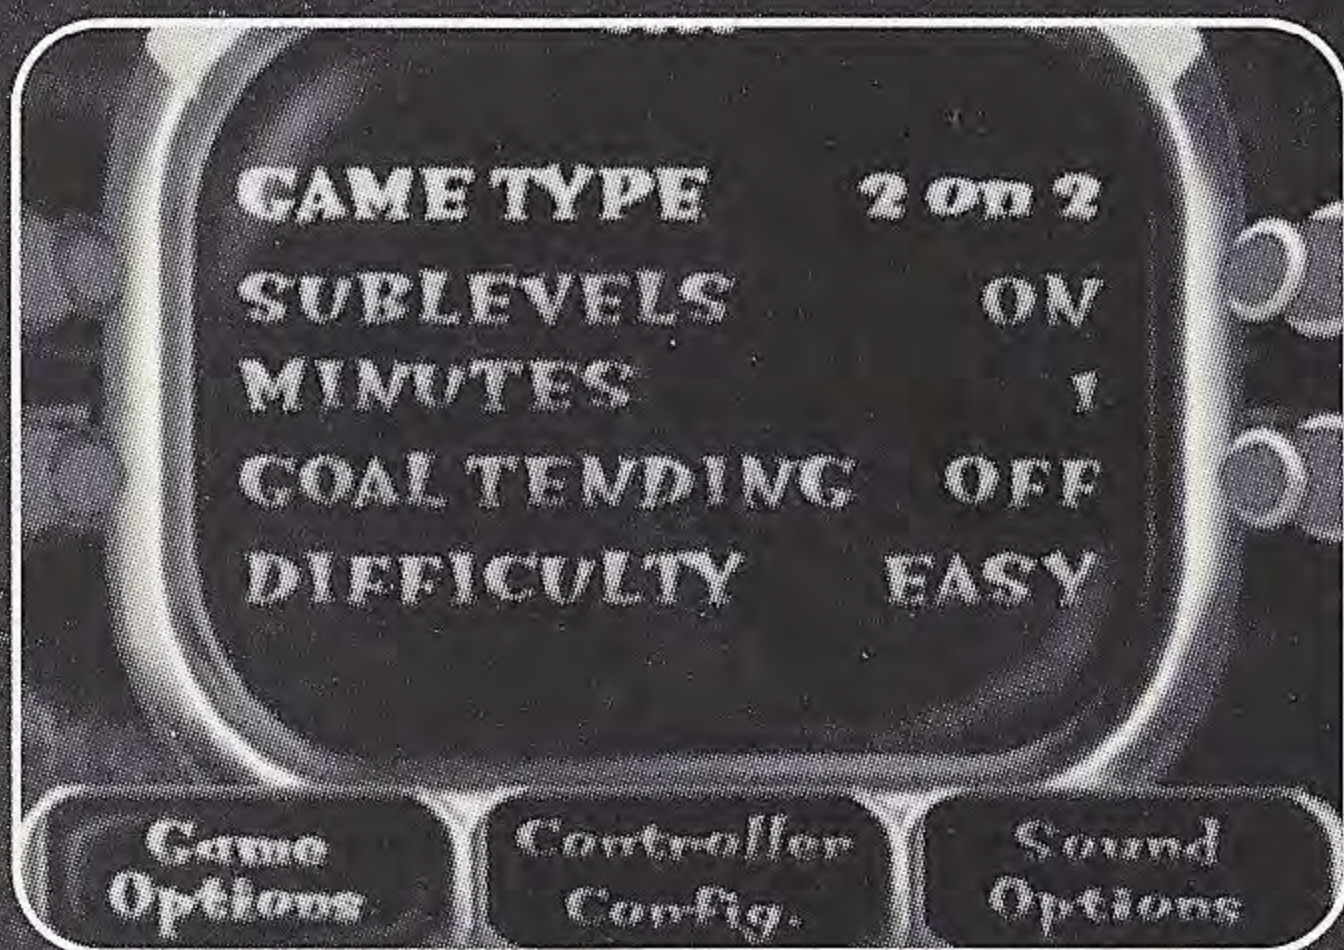 GAME TYPE 2 on 2
SUBLEVELS ON
MINUTES 1
GOAL TENDING OFF
DIFFICULTY EASY
Game Options
Controller Config.
Sound Options